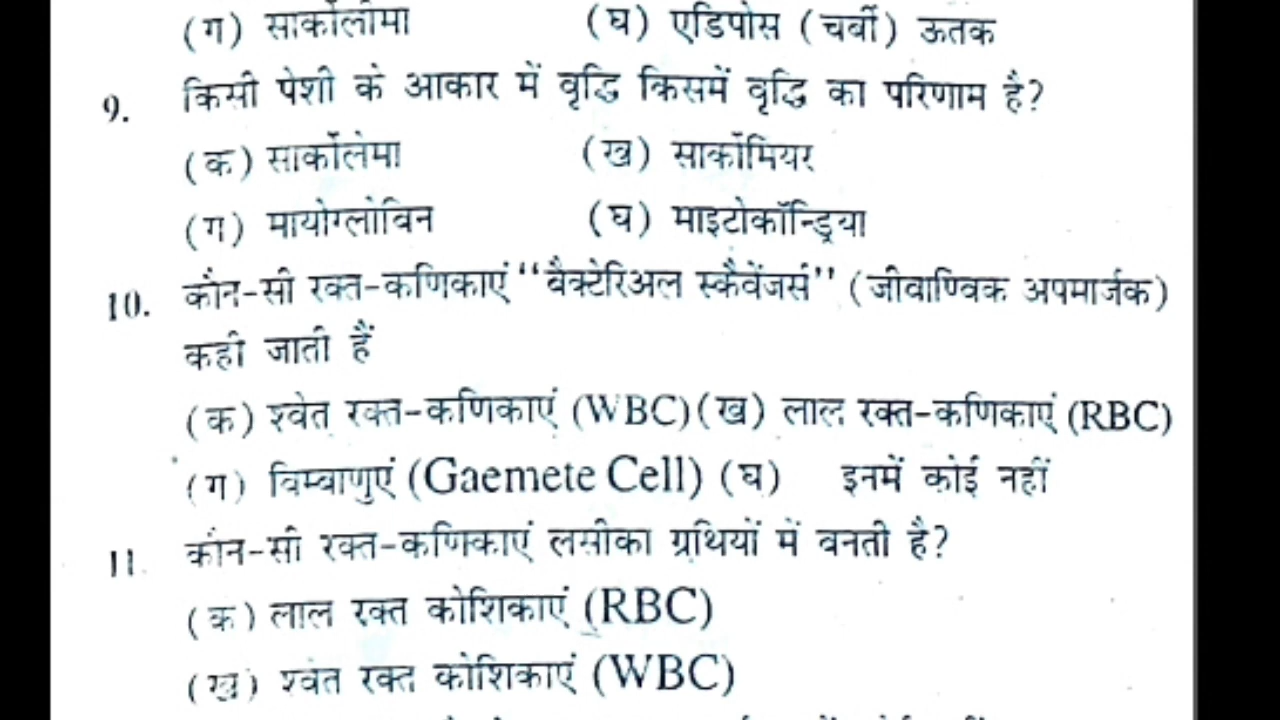 (ग) सार्कोलोमा (घ) एडिपोस (चर्बी) ऊतक
9. किसी पेशी के आकार में वृद्धि किसमें वृद्धि का परिणाम है?
(क) सार्कोलेमा (ख) सार्कोमियर
(ग) मायोग्लोविन (घ) माइटोकॉन्ड्रिया
10. कौन-सी रक्त-कणिकाएं "बैक्टेरिअल स्कैवेंजर्स" (जीवाण्विक अपमार्जक)
कही जाती हैं
(क) श्वेत रक्त-कणिकाएं (WBC) (ख) लाल रक्त-कणिकाएं (RBC)
(ग) विम्बाणुएं (Gaemete Cell) (घ) इनमें कोई नहीं
11. कौन-सी रक्त-कणिकाएं लसीका ग्रथियों में बनती है?
(क) लाल रक्त कोशिकाएं (RBC)
(ख) श्वेत रक्त कोशिकाएं (WBC)